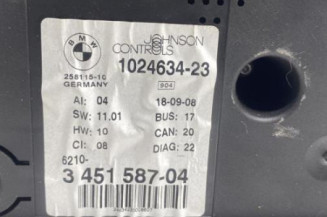 BMW
JOHNSON
CONTROLS
1024634-23
258115-10
GERMANY
904
AI: 04 18-09-08
SW: 11.01 BUS: 17
HW: 10 CAN: 20
CI: 08 DIAG: 22
6210-
3 451 587-04